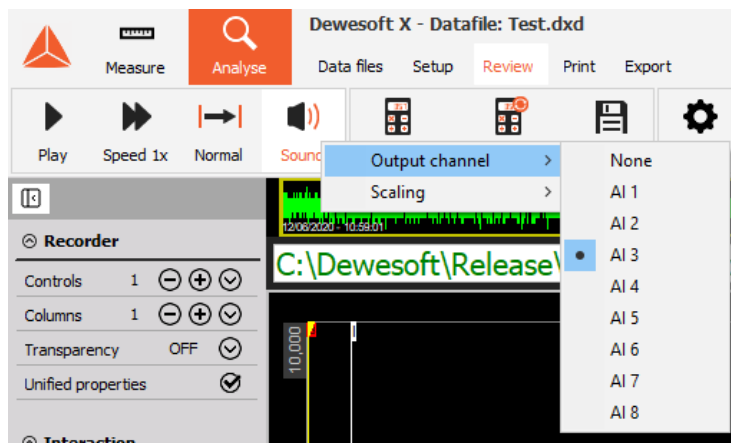 Dewesoft X - Datafile: Test.dxd
Measure
Analyse
Data files
Setup
Review
Print
Export
Play
Speed 1x
Normal
Output channel
None
Scaling
AI 1
AI 2
AI 3
AI 4
AI 5
AI 6
AI 7
AI 8
12/06/2020 - 10:59:01
C:\Dewesoft\Release\
Recorder
Controls 1
Columns 1
Transparency OFF
Unified properties
10,000